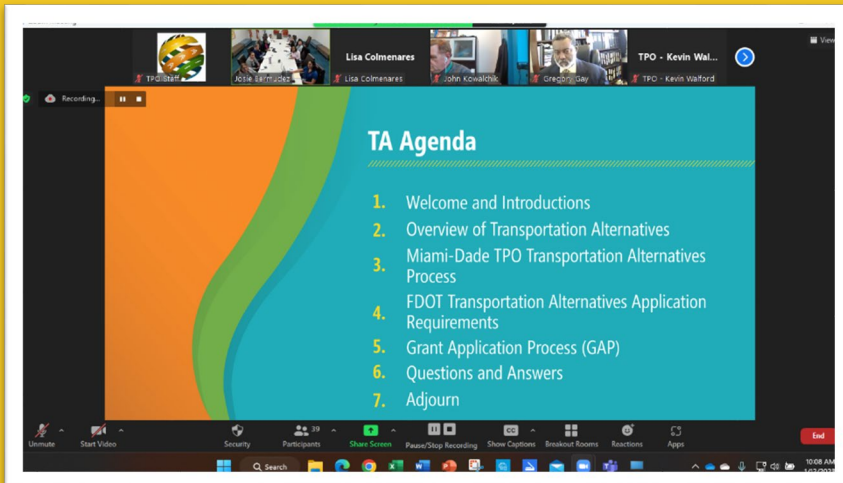 View
Lisa Colmenares
TPO - Kevin Wal...
TPO Staff
Josie Bermudez
Lisa Colmenares
John Kowalchik
Gregory Gay
TPO - Kevin Walford
Recording...
TA Agenda
1. Welcome and Introductions
2. Overview of Transportation Alternatives
3. Miami-Dade TPO Transportation Alternatives
Process
4. FDOT Transportation Alternatives Application
Requirements
5. Grant Application Process (GAP)
6. Questions and Answers
7. Adjourn
39
CC
Unmute
Start Video
Security
Participants
Share Screen
Pause/Stop Recording
Show Captions
Breakout Rooms
Reactions
Apps
End
Search
10:08 AM